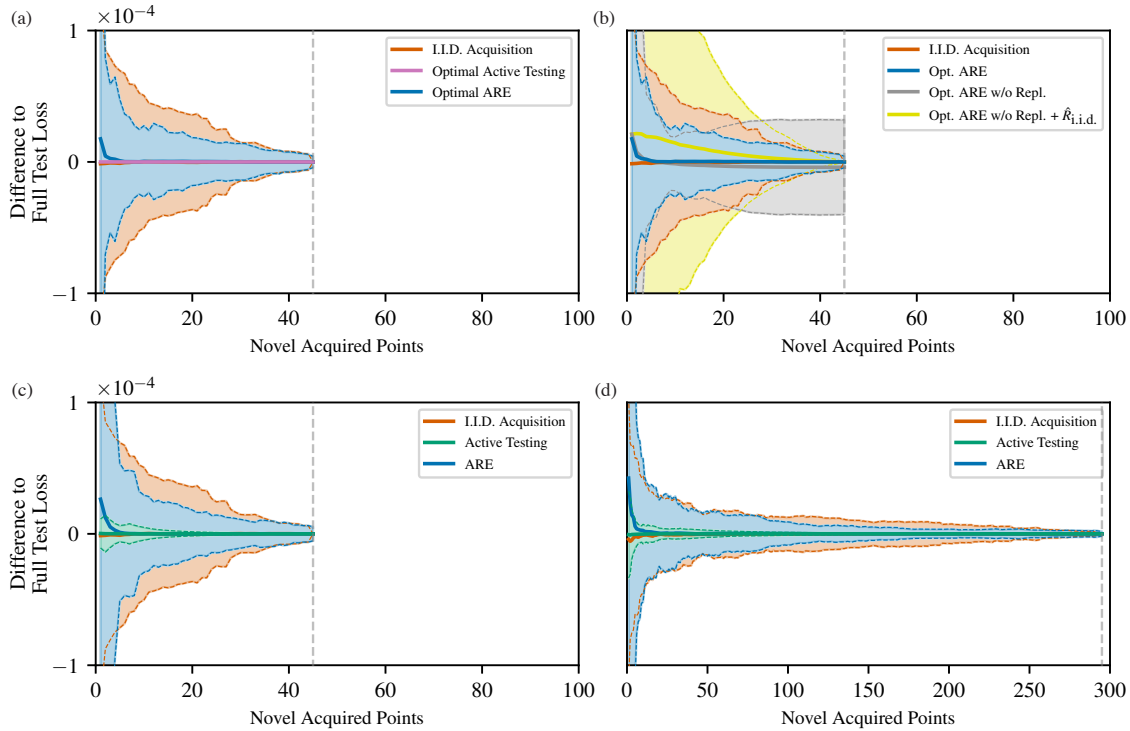 (a)
×10⁻⁴
1
0
−1
Difference to
Full Test Loss
I.I.D. Acquisition
Optimal Active Testing
Optimal ARE
0 20 40 60 80 100
Novel Acquired Points
(b)
I.I.D. Acquisition
Opt. ARE
Opt. ARE w/o Repl.
Opt. ARE w/o Repl. + R̂i.i.d.
0 20 40 60 80 100
Novel Acquired Points
(c)
×10⁻⁴
1
0
−1
Difference to
Full Test Loss
I.I.D. Acquisition
Active Testing
ARE
0 20 40 60 80 100
Novel Acquired Points
(d)
I.I.D. Acquisition
Active Testing
ARE
0 50 100 150 200 250 300
Novel Acquired Points